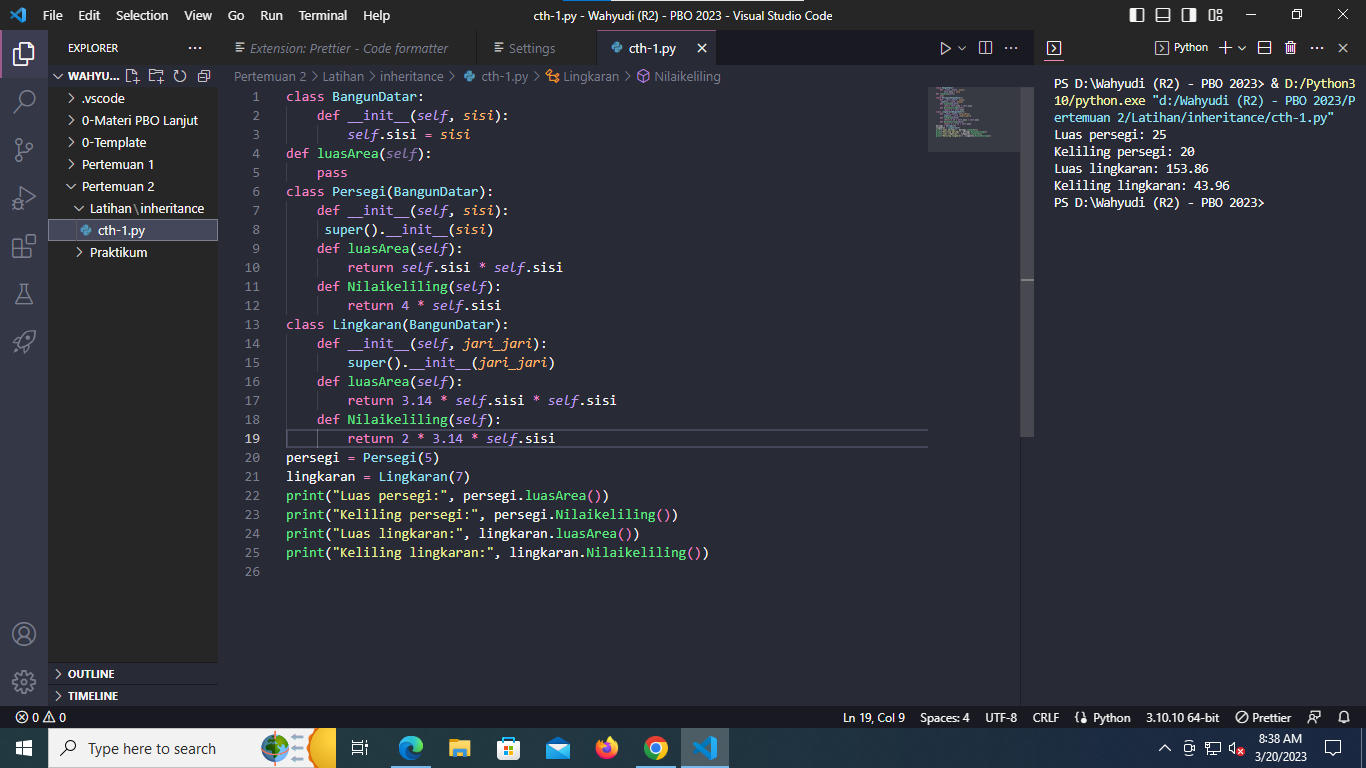 File Edit Selection View Go Run Terminal Help cth-1.py - Wahyudi (R2) - PBO 2023 - Visual Studio Code
EXPLORER
WAHYU...
.vscode
0-Materi PBO Lanjut
0-Template
Pertemuan 1
Pertemuan 2
Latihan\inheritance
cth-1.py
Praktikum
OUTLINE
TIMELINE
Extension: Prettier - Code formatter Settings cth-1.py
Pertemuan 2 > Latihan > inheritance > cth-1.py > Lingkaran > Nilaikeliling
1 class BangunDatar:
2     def __init__(self, sisi):
3         self.sisi = sisi
4 def luasArea(self):
5     pass
6 class Persegi(BangunDatar):
7     def __init__(self, sisi):
8      super().__init__(sisi)
9     def luasArea(self):
10         return self.sisi * self.sisi
11     def Nilaikeliling(self):
12         return 4 * self.sisi
13 class Lingkaran(BangunDatar):
14     def __init__(self, jari_jari):
15         super().__init__(jari_jari)
16     def luasArea(self):
17         return 3.14 * self.sisi * self.sisi
18     def Nilaikeliling(self):
19         return 2 * 3.14 * self.sisi
20 persegi = Persegi(5)
21 lingkaran = Lingkaran(7)
22 print("Luas persegi:", persegi.luasArea())
23 print("Keliling persegi:", persegi.Nilaikeliling())
24 print("Luas lingkaran:", lingkaran.luasArea())
25 print("Keliling lingkaran:", lingkaran.Nilaikeliling())
26
Python
PS D:\Wahyudi (R2) - PBO 2023> & D:/Python3
10/python.exe "d:/Wahyudi (R2) - PBO 2023/P
ertemuan 2/Latihan/inheritance/cth-1.py"
Luas persegi: 25
Keliling persegi: 20
Luas lingkaran: 153.86
Keliling lingkaran: 43.96
PS D:\Wahyudi (R2) - PBO 2023>
0 0 Ln 19, Col 9 Spaces: 4 UTF-8 CRLF Python 3.10.10 64-bit Prettier
Type here to search
8:38 AM
3/20/2023